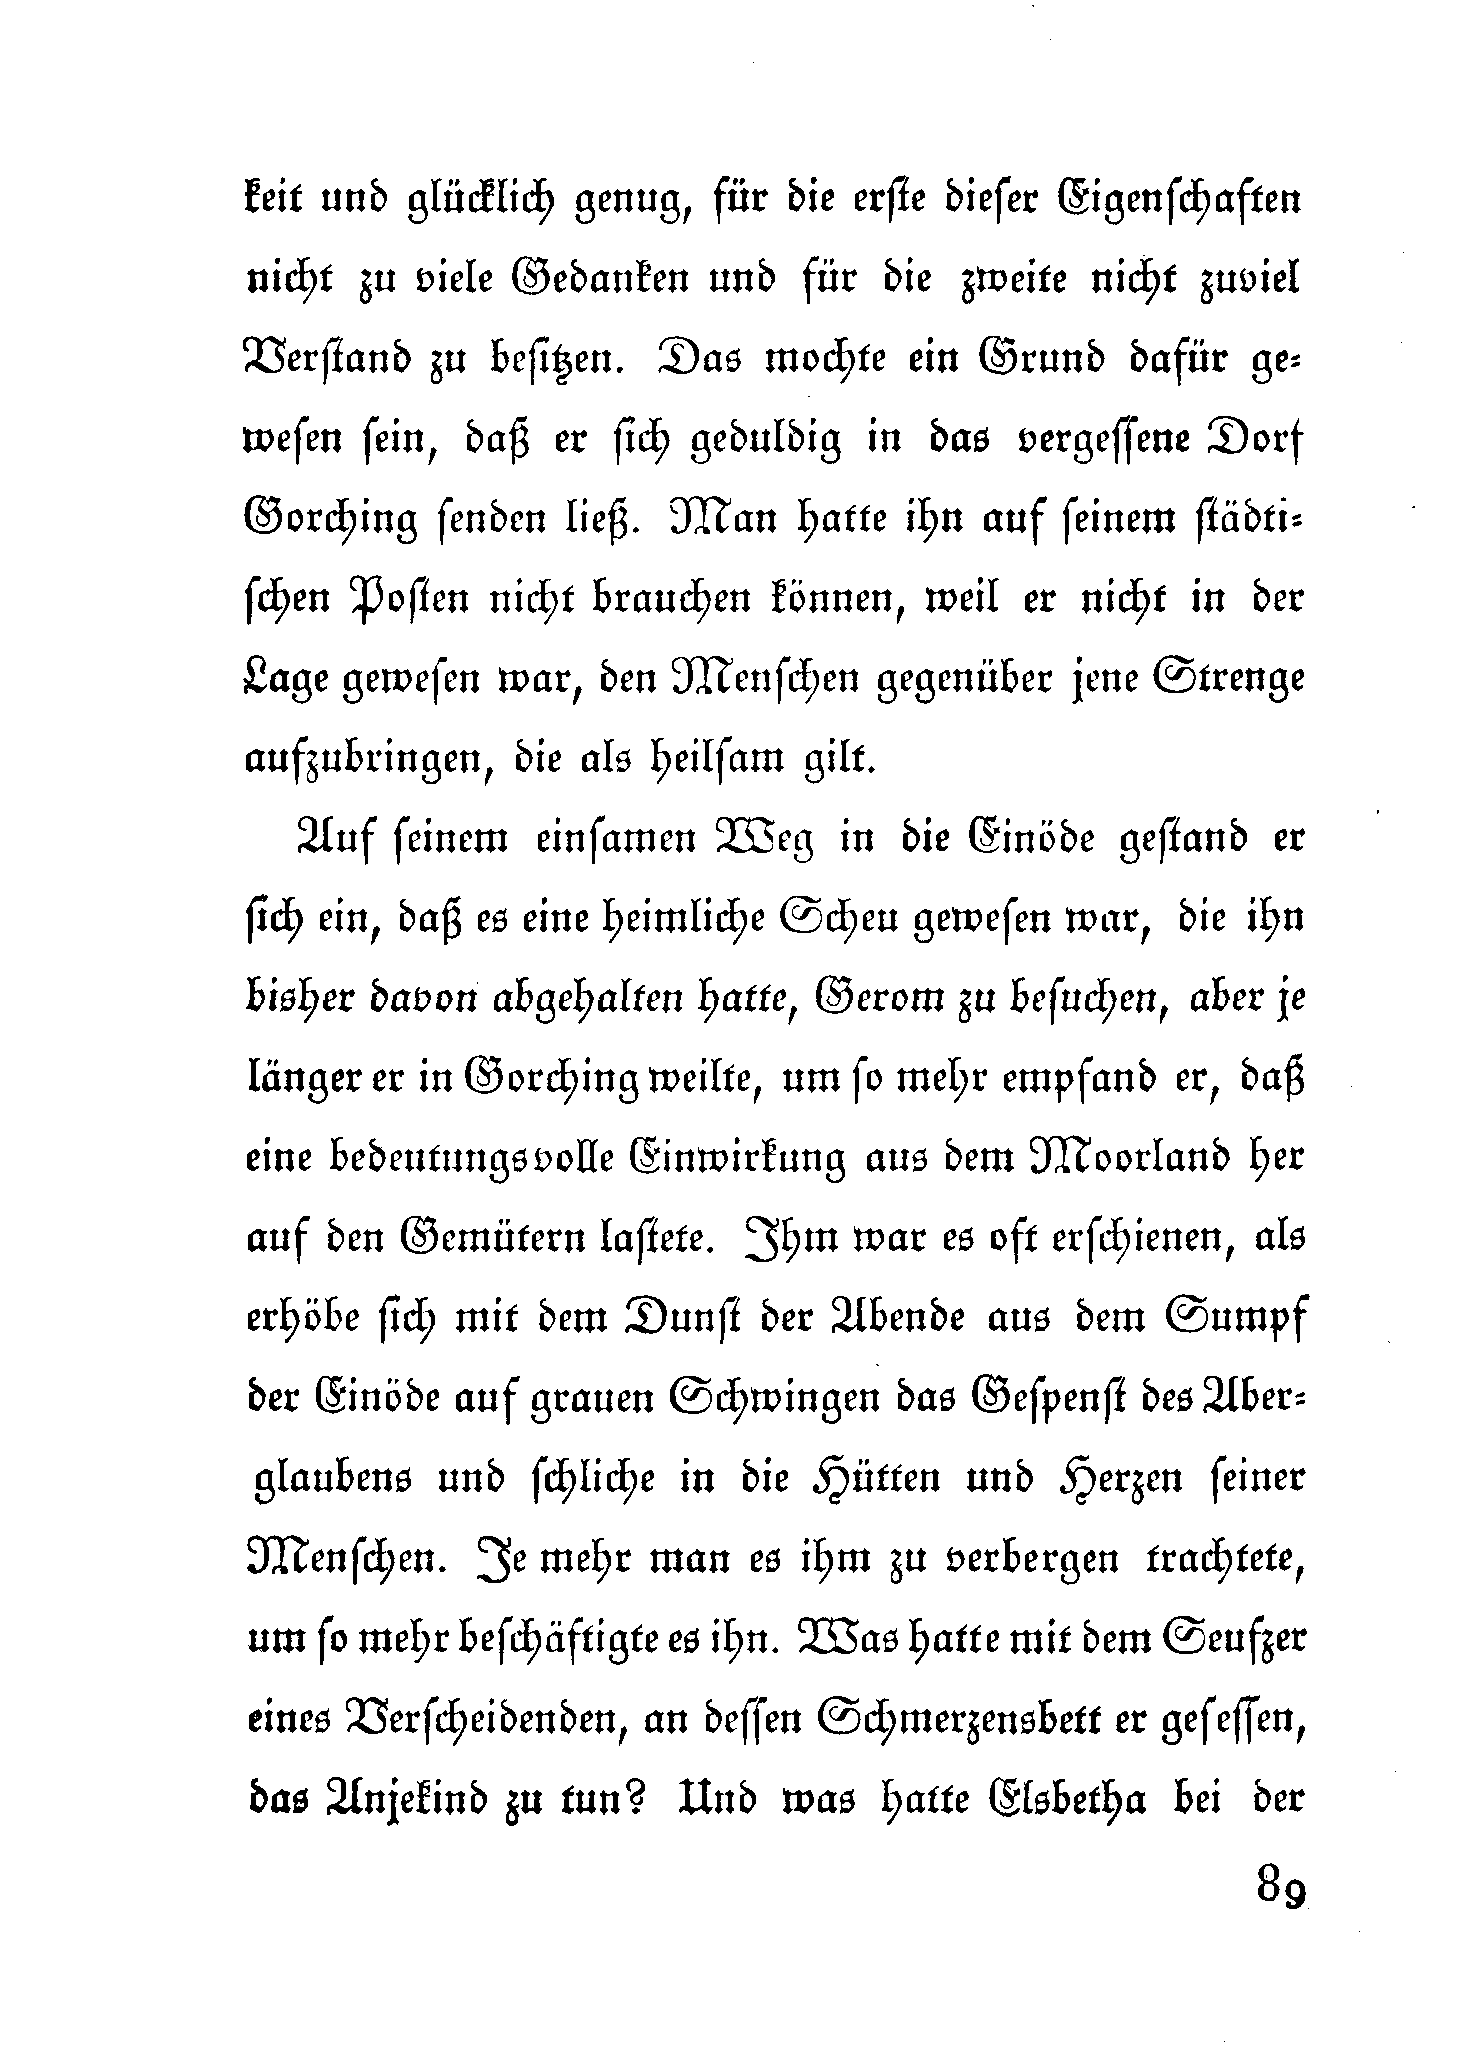 keit und glücklich genug, für die erſte dieſer Eigenſchaften
nicht zu viele Gedanken und für die zweite nicht zuviel
Verſtand zu beſitzen. Das mochte ein Grund dafür ge⸗
weſen ſein, daß er ſich geduldig in das vergeſſene Dorf
Gorching ſenden ließ. Man hatte ihn auf ſeinem ſtädti⸗
ſchen Poſten nicht brauchen können, weil er nicht in der
Lage geweſen war, den Menſchen gegenüber jene Strenge
aufzubringen, die als heilſam gilt.
Auf ſeinem einſamen Weg in die Einöde geſtand er
ſich ein, daß es eine heimliche Scheu geweſen war, die ihn
bisher davon abgehalten hatte, Gerom zu beſuchen, aber je
länger er in Gorching weilte, um ſo mehr empfand er, daß
eine bedeutungsvolle Einwirkung aus dem Moorland her
auf den Gemütern laſtete. Ihm war es oft erſchienen, als
erhöbe ſich mit dem Dunſt der Abende aus dem Sumpf
der Einöde auf grauen Schwingen das Geſpenſt des Aber⸗
glaubens und ſchliche in die Hütten und Herzen ſeiner
Menſchen. Je mehr man es ihm zu verbergen trachtete,
um ſo mehr beſchäftigte es ihn. Was hatte mit dem Seufzer
eines Verſcheidenden, an deſſen Schmerzensbett er geſeſſen,
das Anjekind zu tun? Und was hatte Elsbetha bei der
89